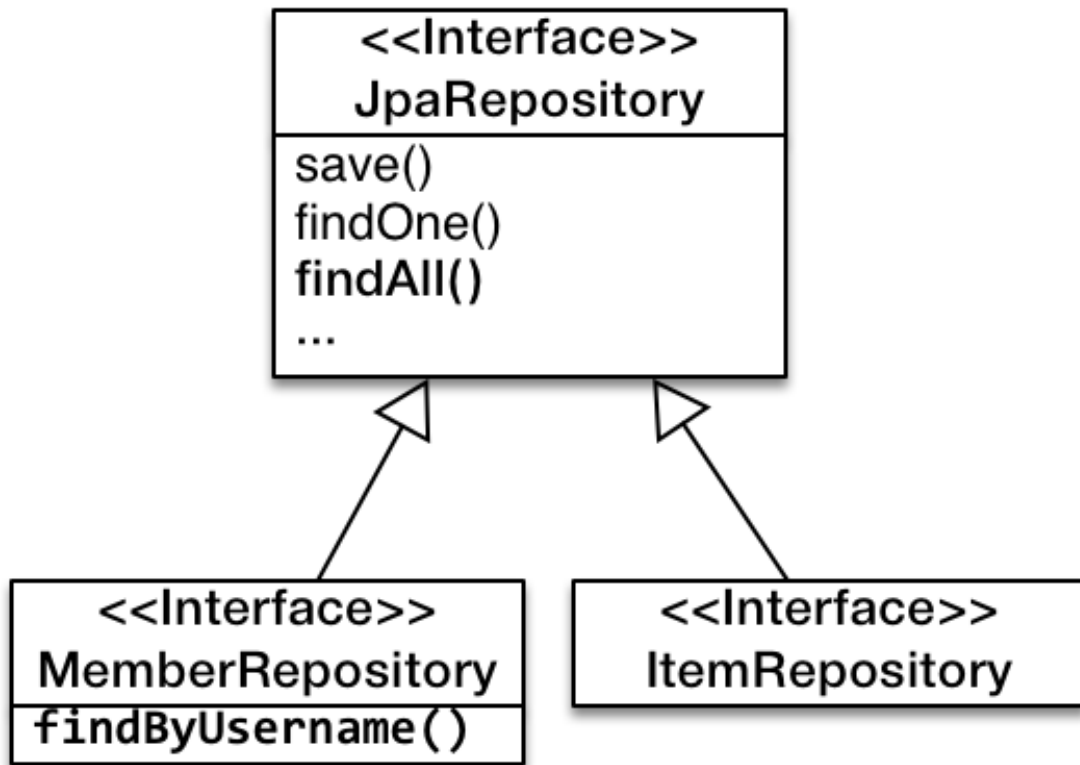 <<Interface>>
JpaRepository
save()
findOne()
findAll()
...
<<Interface>>
MemberRepository
findByUsername()
<<Interface>>
ItemRepository